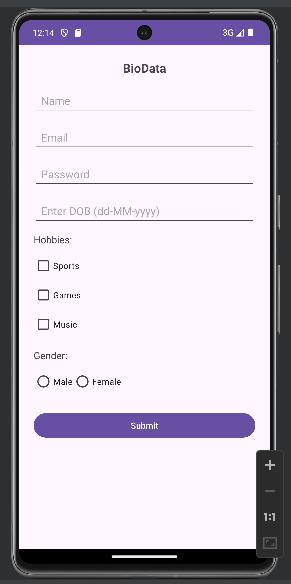 12:14 3G
BioData
Name
Email
Password
Enter DOB (dd-MM-yyyy)
Hobbies:
Sports
Games
Music
Gender:
Male Female
Submit
1:1